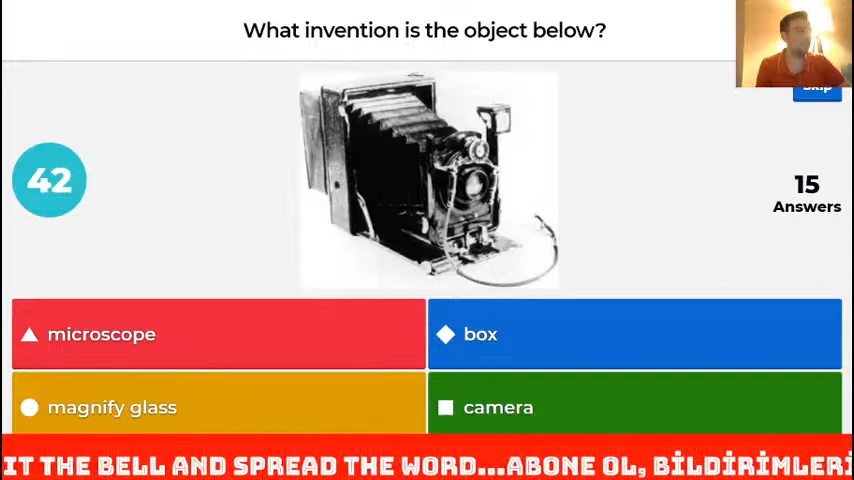 What invention is the object below?
Skip
42
15
Answers
microscope
box
magnify glass
camera
IT THE BELL AND SPREAD THE WORD...ABONE OL, BİLDİRİMLERİ